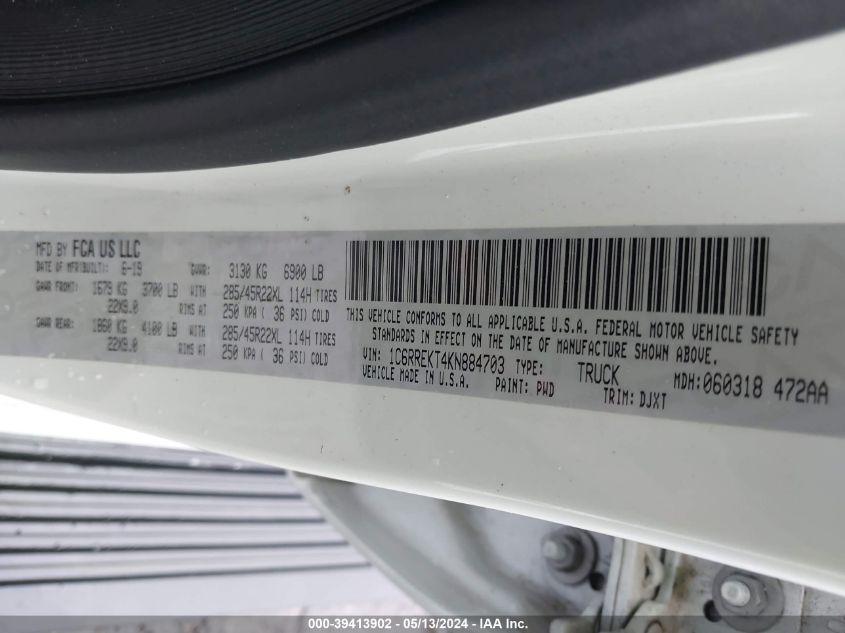 MFD BY FCA US LLC
DATE OF MFR(BUILT): 6-19 GVWR: 3130 KG 6900 LB
GAWR FRONT: 1679 KG 3700 LB WITH 285/45R22XL 114H TIRES
22X9.0 RIMS AT 250 KPA ( 36 PSI) COLD
GAWR REAR: 1860 KG 4100 LB WITH 285/45R22XL 114H TIRES
22X9.0 RIMS AT 250 KPA ( 36 PSI) COLD
THIS VEHICLE CONFORMS TO ALL APPLICABLE U.S.A. FEDERAL MOTOR VEHICLE SAFETY
STANDARDS IN EFFECT ON THE DATE OF MANUFACTURE SHOWN ABOVE.
VIN: 1C6RREKT4KN884703 TYPE: TRUCK MDH:060318 472AA
VEHICLE MADE IN U.S.A. PAINT: PWD TRIM: DJXT
000-39413902 - 05/13/2024 - IAA Inc.